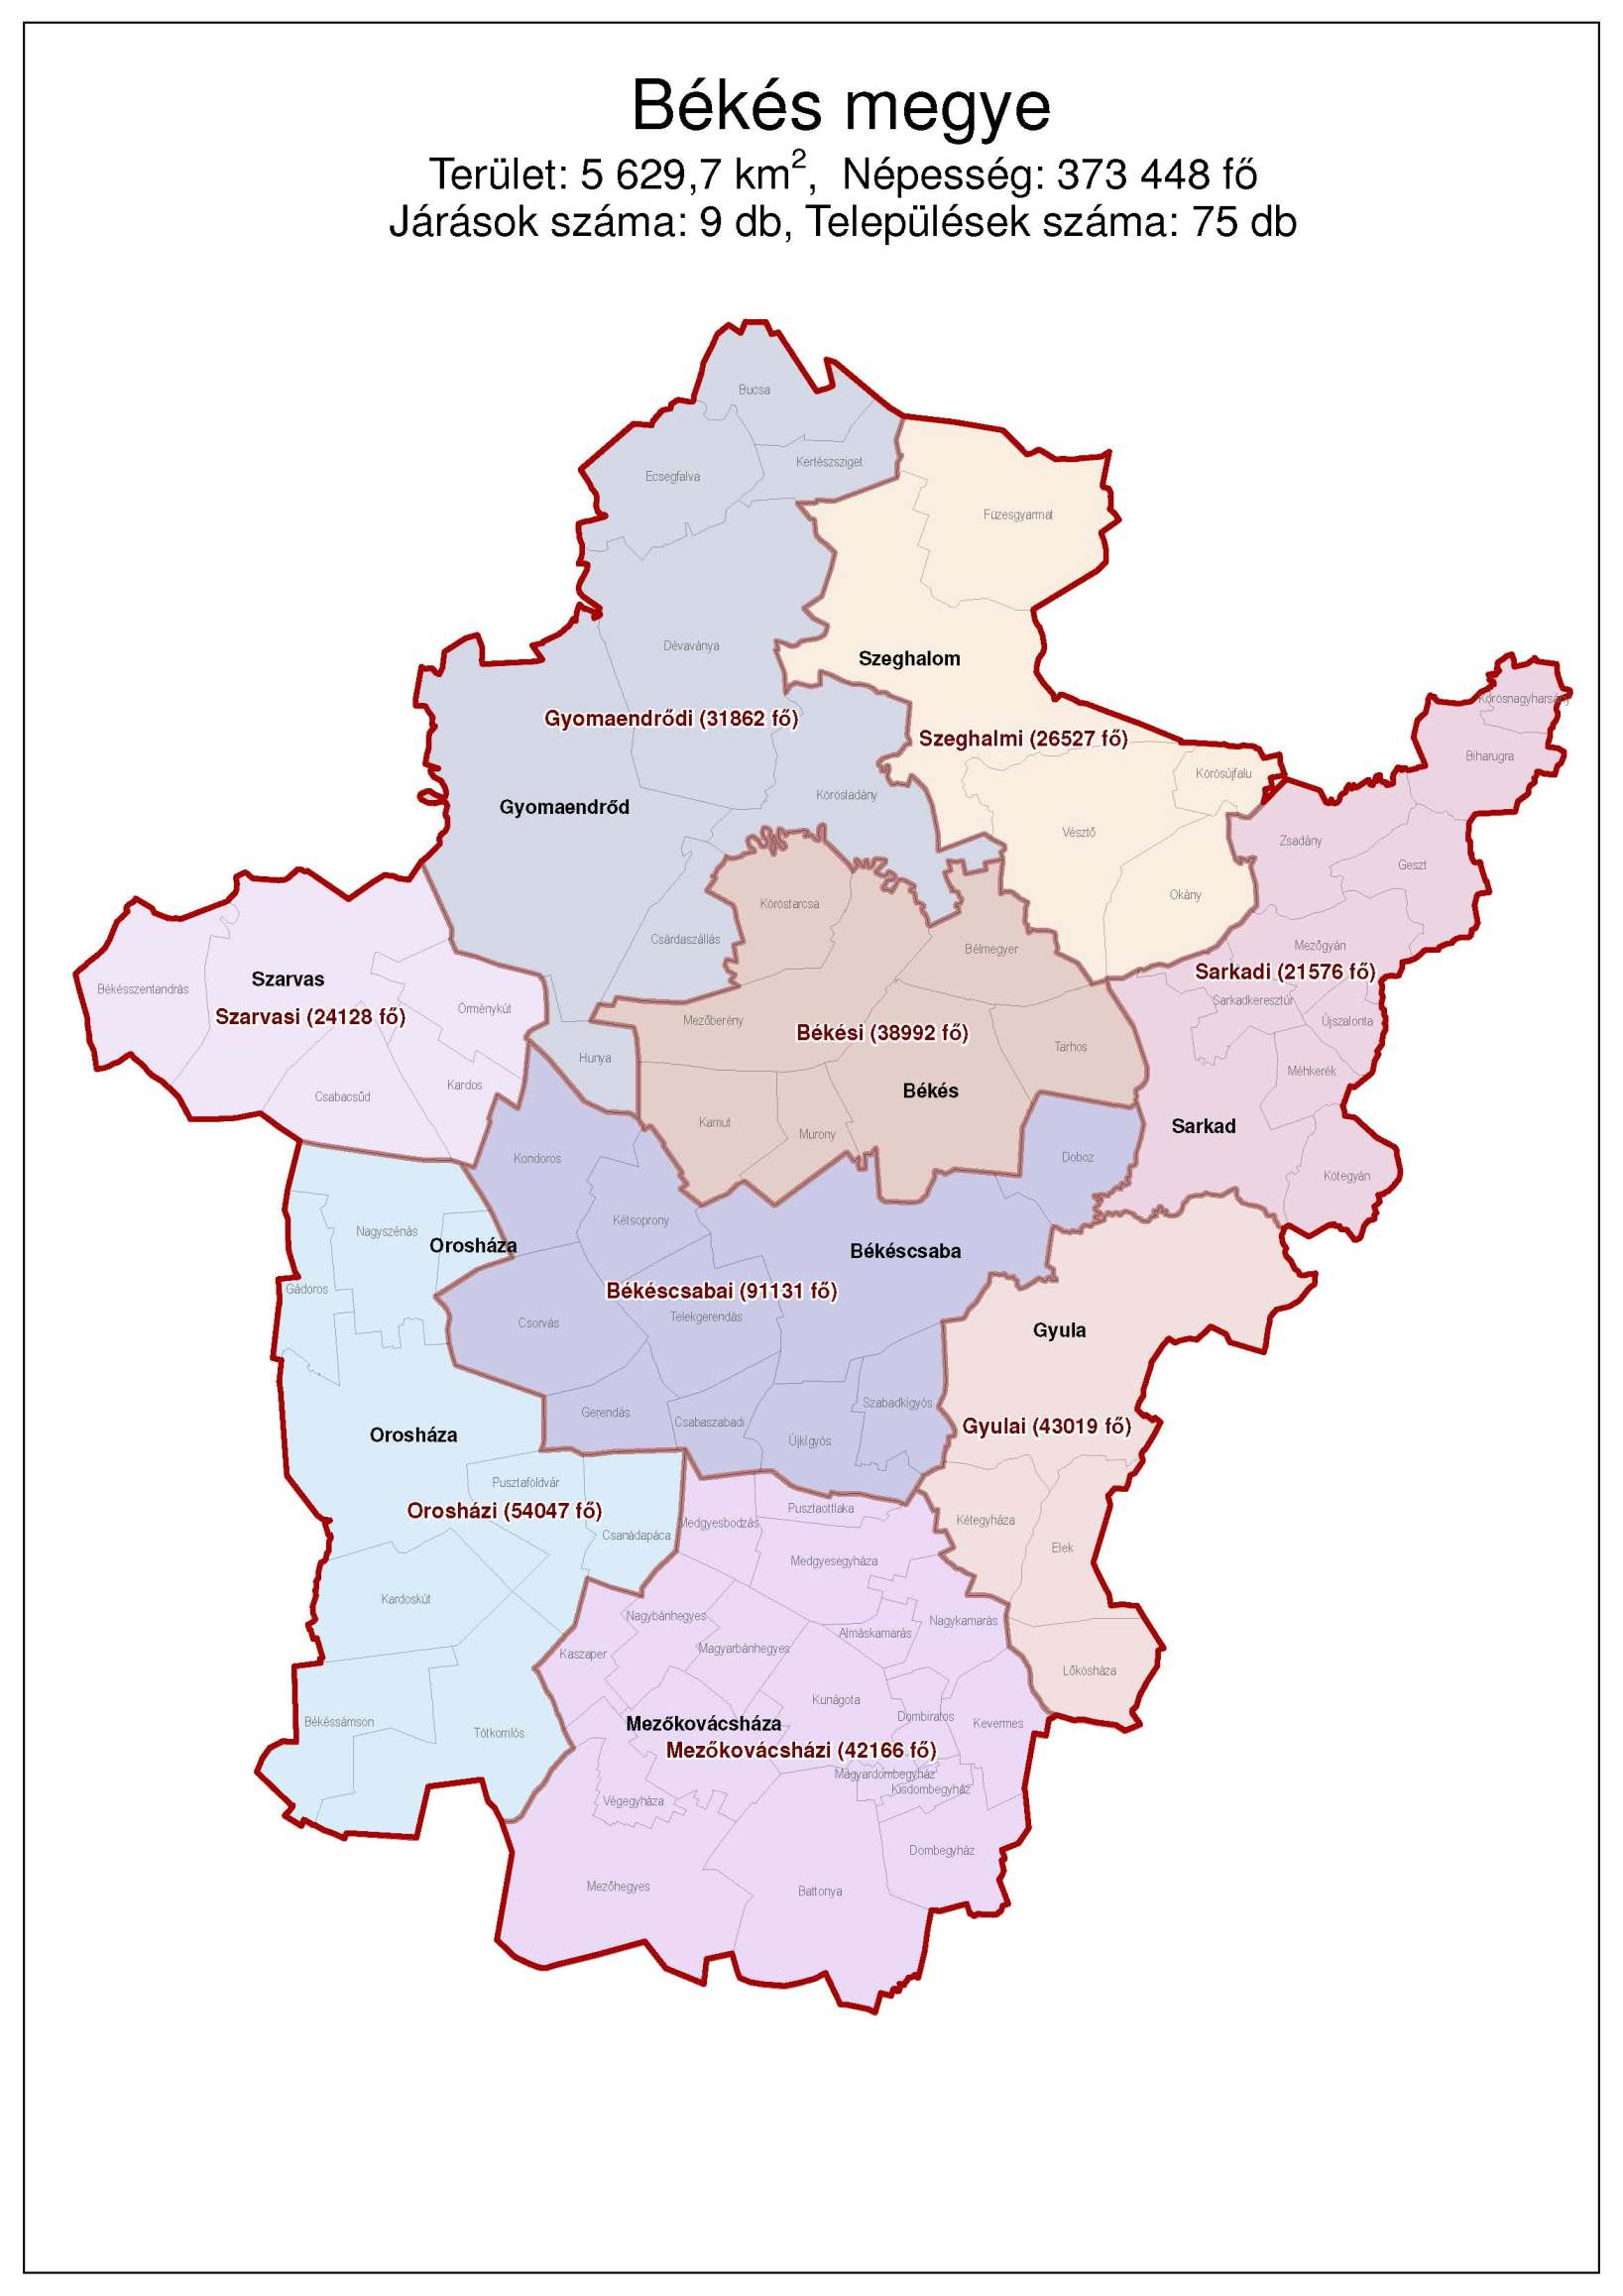 Békés megye
Terület: 5 629,7 km², Népesség: 373 448 fő
Járások száma: 9 db, Települések száma: 75 db
Bucsa
Kertészsziget
Ecsegfalva
Füzesgyarmat
Dévaványa
Szeghalom
Körösnagyharsány
Gyomaendrődi (31862 fő)
Szeghalmi (26527 fő)
Biharugra
Körösújfalu
Körösladány
Gyomaendrőd
Vésztő
Zsadány
Geszt
Okány
Köröstarcsa
Csárdaszállás
Bélmegyer
Mezőgyán
Sarkadi (21576 fő)
Szarvas
Békésszentandrás
Szarvasi (24128 fő)
Örménykút
Sarkadkeresztúr
Újszalonta
Mezőberény
Békési (38992 fő)
Tarhos
Hunya
Méhkerék
Kardos
Csabacsűd
Békés
Kamut
Murony
Sarkad
Kondoros
Doboz
Kötegyán
Kétsoprony
Nagyszénás
Orosháza
Békéscsaba
Gádoros
Békéscsabai (91131 fő)
Csorvás
Telekgerendás
Gyula
Szabadkígyós
Gerendás
Csabaszabadi
Gyulai (43019 fő)
Orosháza
Újkígyós
Pusztaföldvár
Orosházi (54047 fő)
Pusztaottlaka
Medgyesbodzás
Kétegyháza
Csanádapáca
Elek
Medgyesegyháza
Kardoskút
Nagybánhegyes
Nagykamarás
Almáskamarás
Magyarbánhegyes
Kaszaper
Lőkösháza
Kunágota
Dombiratos
Békéssámson
Mezőkovácsháza
Kevermes
Tótkomlós
Mezőkovácsházi (42166 fő)
Magyardombegyház
Kisdombegyház
Végegyháza
Dombegyház
Mezőhegyes
Battonya